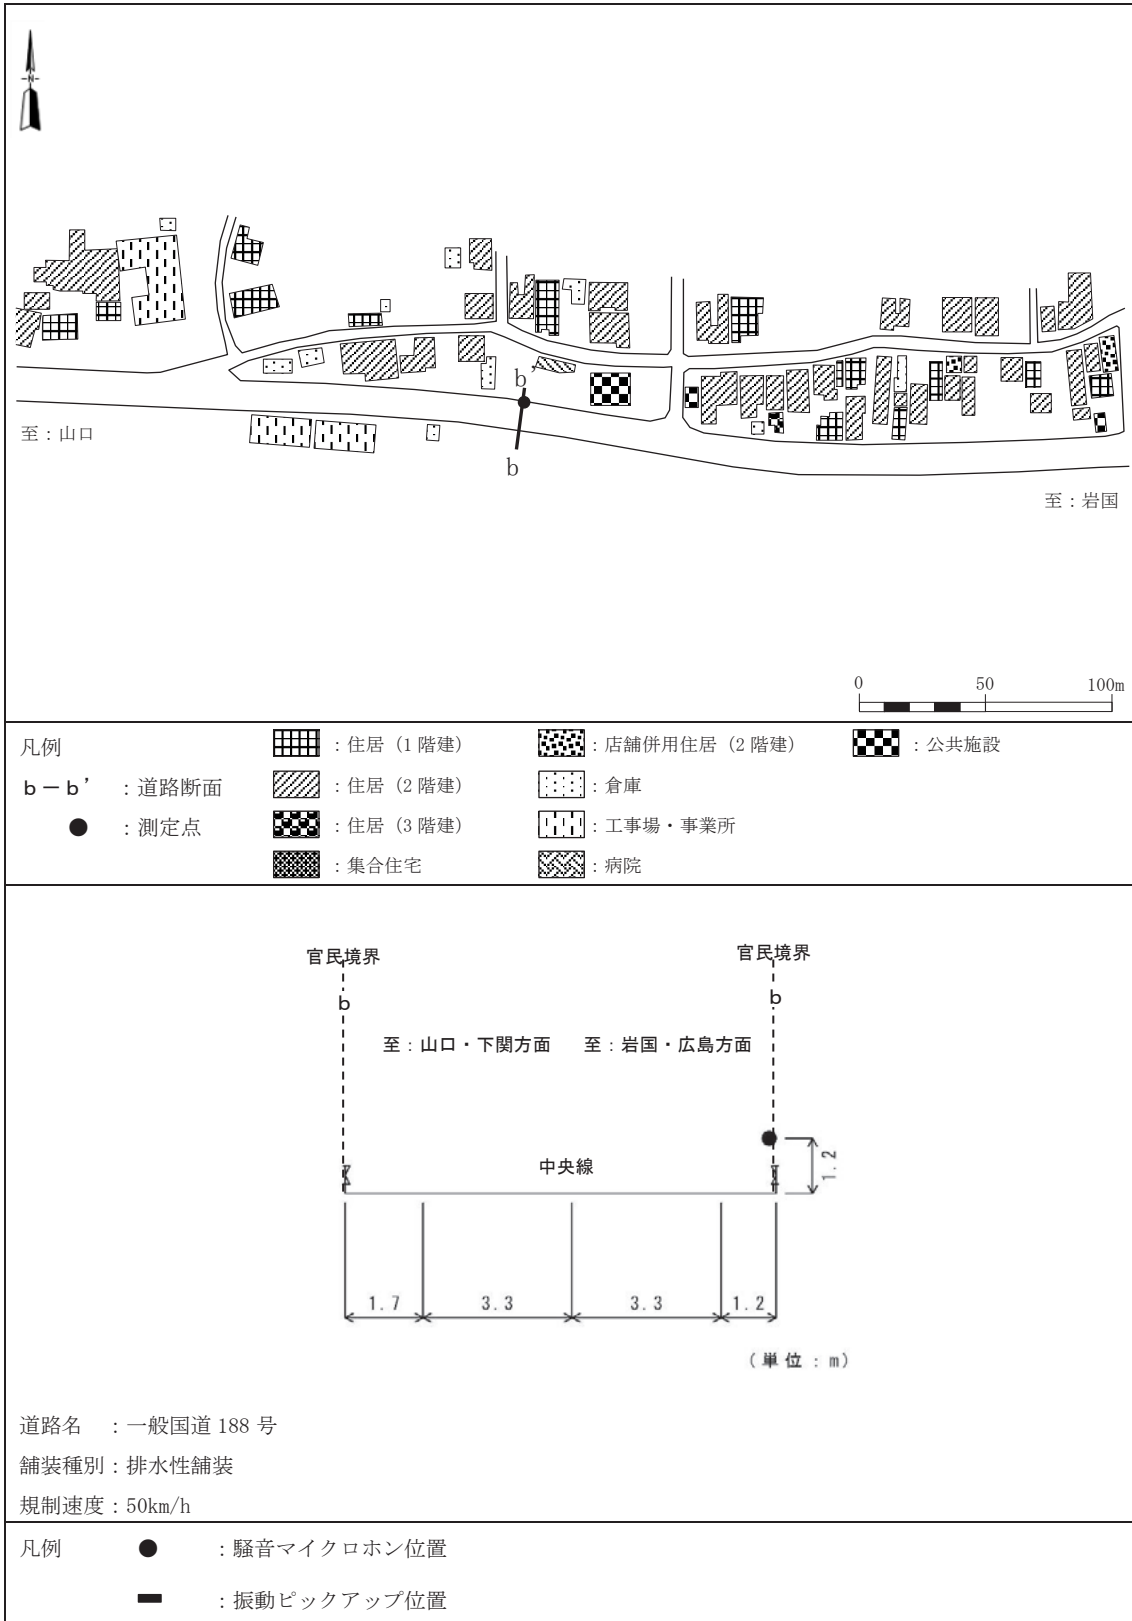 N
b’
b
至：山口
至：岩国
0 50 100m
凡例
b－b’ ：道路断面
● ：測定点
：住居（1 階建）
：住居（2 階建）
：住居（3 階建）
：集合住宅
：店舗併用住居（2 階建）
：倉庫
：工事場・事業所
：病院
：公共施設
官民境界 官民境界
b b
至：山口・下関方面 至：岩国・広島方面
中央線
1.2
1.7 3.3 3.3 1.2
（単位：m）
道路名 ：一般国道 188 号
舗装種別：排水性舗装
規制速度：50km/h
凡例 ● ：騒音マイクロホン位置
：振動ピックアップ位置